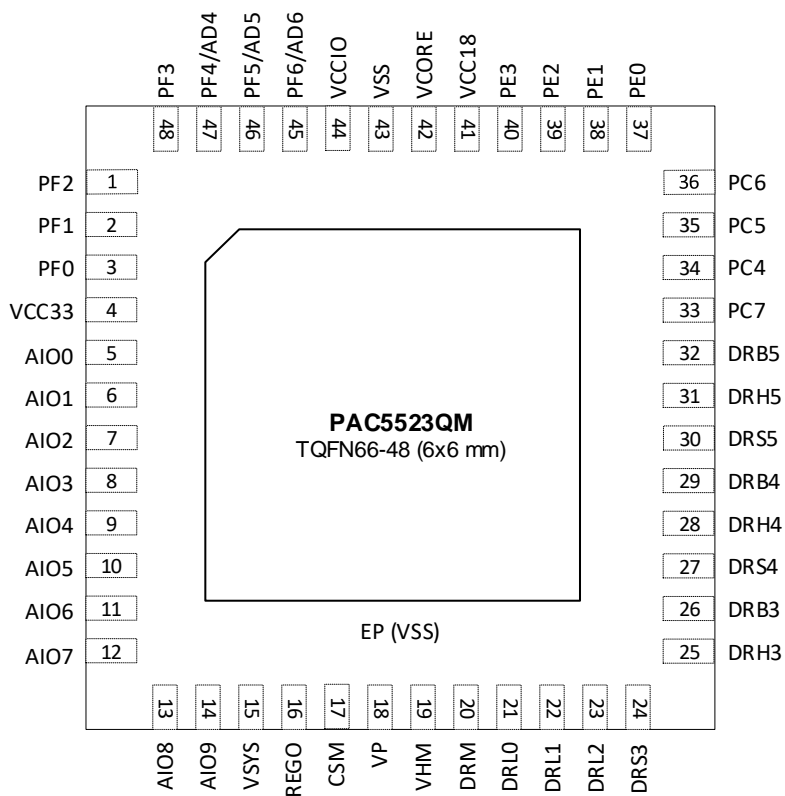 PF3
PF4/AD4
PF5/AD5
PF6/AD6
VCCIO
VSS
VCORE
VCC18
PE3
PE2
PE1
PE0
48
47
46
45
44
43
42
41
40
39
38
37
PF2 1
PF1 2
PF0 3
VCC33 4
AIO0 5
AIO1 6
AIO2 7
AIO3 8
AIO4 9
AIO5 10
AIO6 11
AIO7 12
PAC5523QM
TQFN66-48 (6x6 mm)
EP (VSS)
36 PC6
35 PC5
34 PC4
33 PC7
32 DRB5
31 DRH5
30 DRS5
29 DRB4
28 DRH4
27 DRS4
26 DRB3
25 DRH3
13
14
15
16
17
18
19
20
21
22
23
24
AIO8
AIO9
VSYS
REGO
CSM
VP
VHM
DRM
DRL0
DRL1
DRL2
DRS3